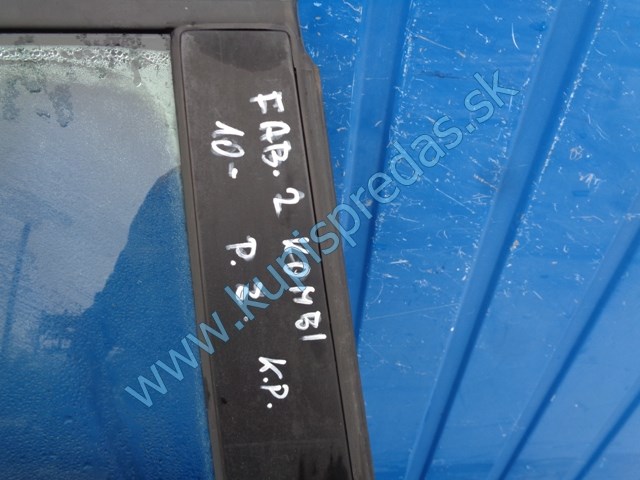 FAB. 2 KOMBI
10- P. Z. K.P.
www.kupispredas.sk